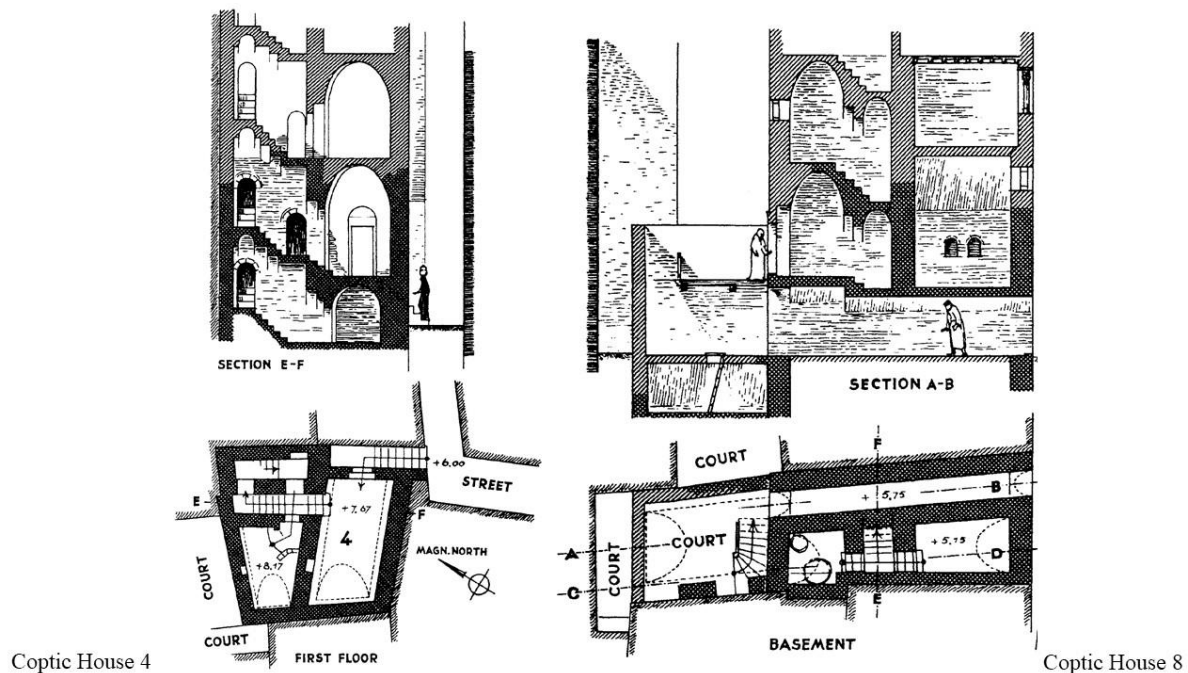 SECTION E-F
SECTION A-B
+6.00
STREET
E
F
+7,67
4
+8,17
MAGN. NORTH
COURT
COURT
FIRST FLOOR
Coptic House 4
COURT
F
B
+ 5,75
A
COURT
COURT
+5,75
D
C
E
BASEMENT
Coptic House 8